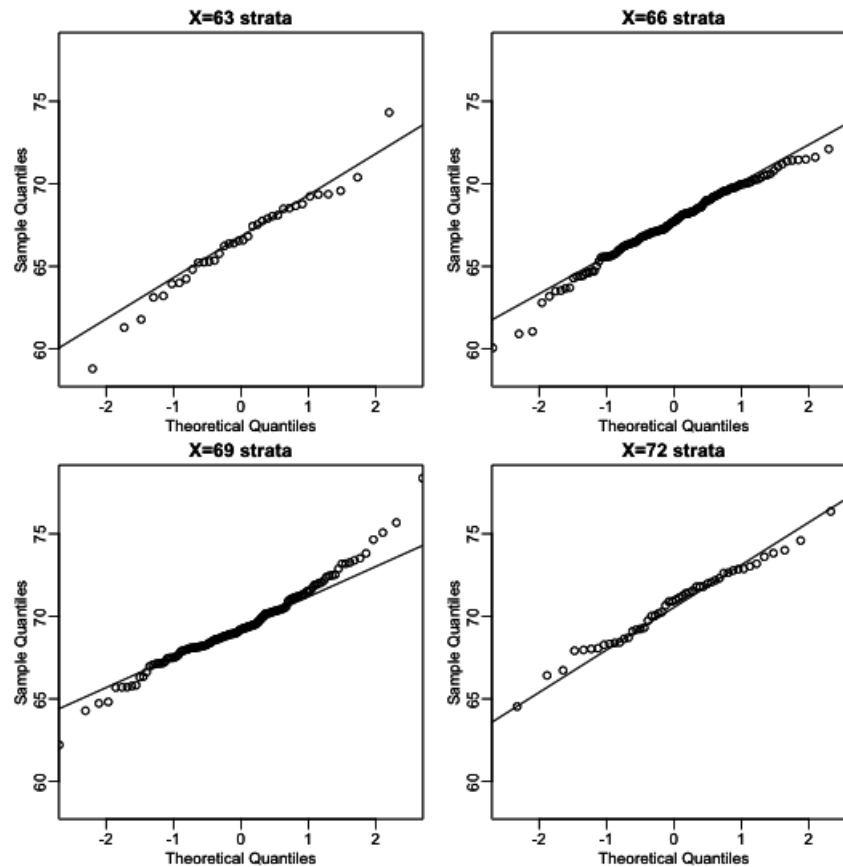 X=63 strata
X=66 strata
Sample Quantiles
75
70
65
60
-2 -1 0 1 2
Theoretical Quantiles
Sample Quantiles
75
70
65
60
-2 -1 0 1 2
Theoretical Quantiles
X=69 strata
X=72 strata
Sample Quantiles
75
70
65
60
-2 -1 0 1 2
Theoretical Quantiles
Sample Quantiles
75
70
65
60
-2 -1 0 1 2
Theoretical Quantiles